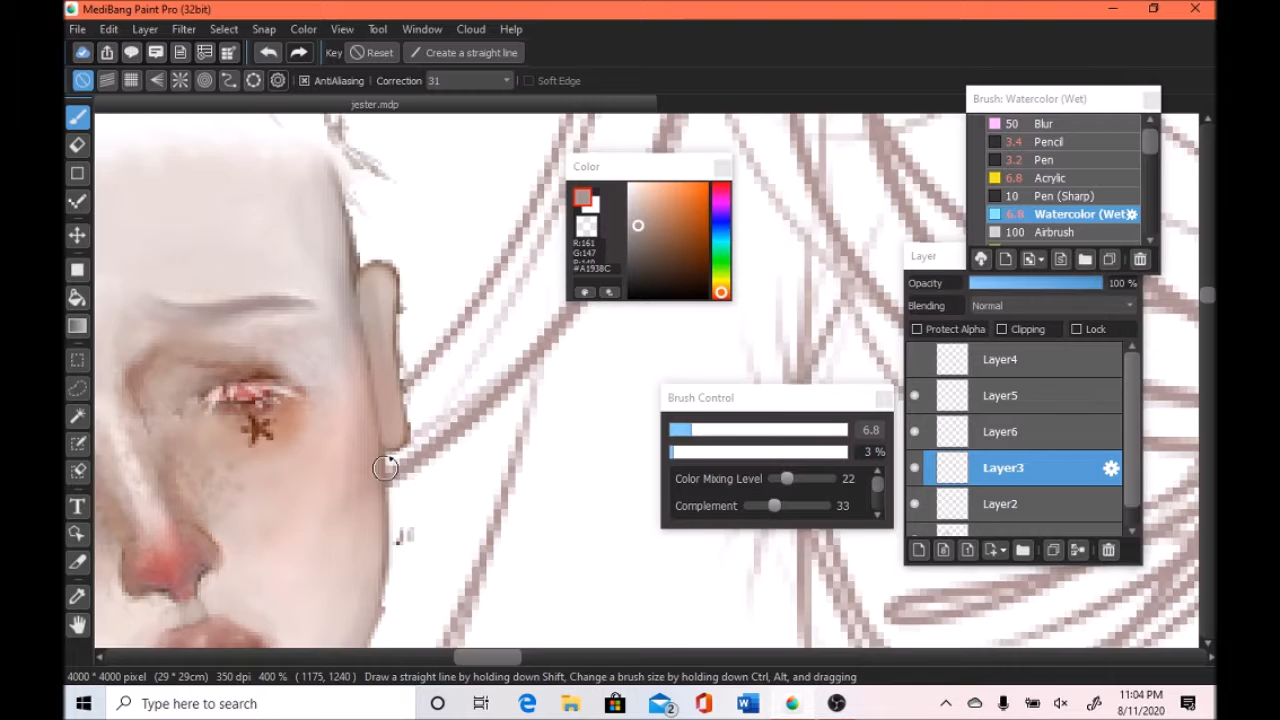 MediBang Paint Pro (32bit)
File Edit Layer Filter Select Snap Color View Tool Window Cloud Help
Key Reset Create a straight line
AntiAliasing Correction 31 Soft Edge
jester.mdp
Brush: Watercolor (Wet)
50 Blur
3.4 Pencil
3.2 Pen
6.8 Acrylic
10 Pen (Sharp)
6.8 Watercolor (Wet
100 Airbrush
Color
R:161
G:147
#A1938C
Layer
Opacity 100 %
Blending Normal
Protect Alpha Clipping Lock
Layer4
Layer5
Layer6
Layer3
Layer2
Brush Control
6.8
3 %
Color Mixing Level 22
Complement 33
4000 * 4000 pixel (29 * 29cm) 350 dpi 400 % ( 1175, 1240 ) Draw a straight line by holding down Shift, Change a brush size by holding down Ctrl, Alt, and dragging
Type here to search
2
11:04 PM
8/11/2020